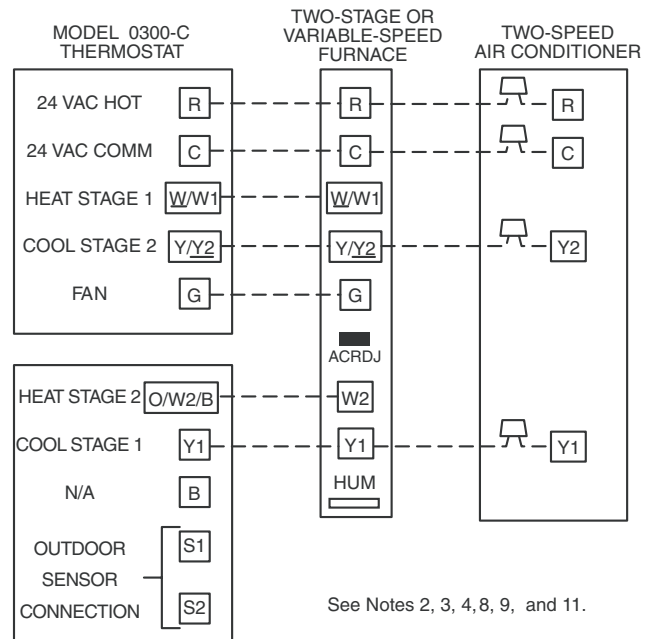 MODEL 0300-C
THERMOSTAT
TWO-STAGE OR
VARIABLE-SPEED
FURNACE
TWO-SPEED
AIR CONDITIONER
24 VAC HOT R R R
24 VAC COMM C C C
HEAT STAGE 1 W/W1 W/W1
COOL STAGE 2 Y/Y2 Y/Y2 Y2
FAN G G
ACRDJ
HEAT STAGE 2 O/W2/B W2
COOL STAGE 1 Y1 Y1 Y1
N/A B HUM
OUTDOOR S1
SENSOR
CONNECTION S2
See Notes 2, 3, 4, 8, 9, and 11.